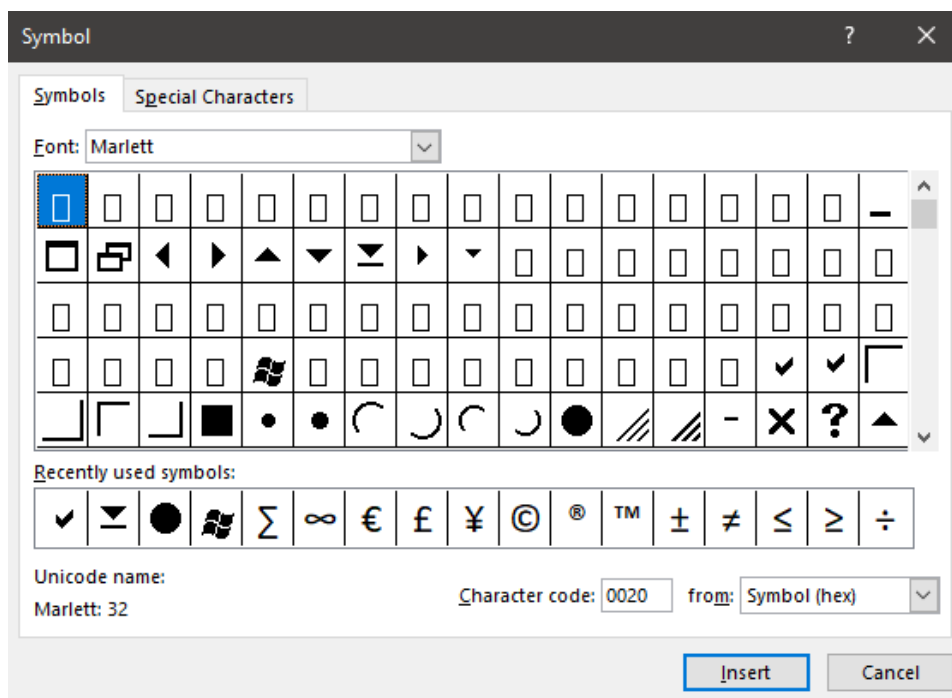 Symbol ? ×
Symbols Special Characters
Font: Marlett
Recently used symbols:
∑ ∞ € £ ¥ © ® ™ ± ≠ ≤ ≥ ÷
Unicode name:
Marlett: 32
Character code: 0020 from: Symbol (hex)
Insert Cancel